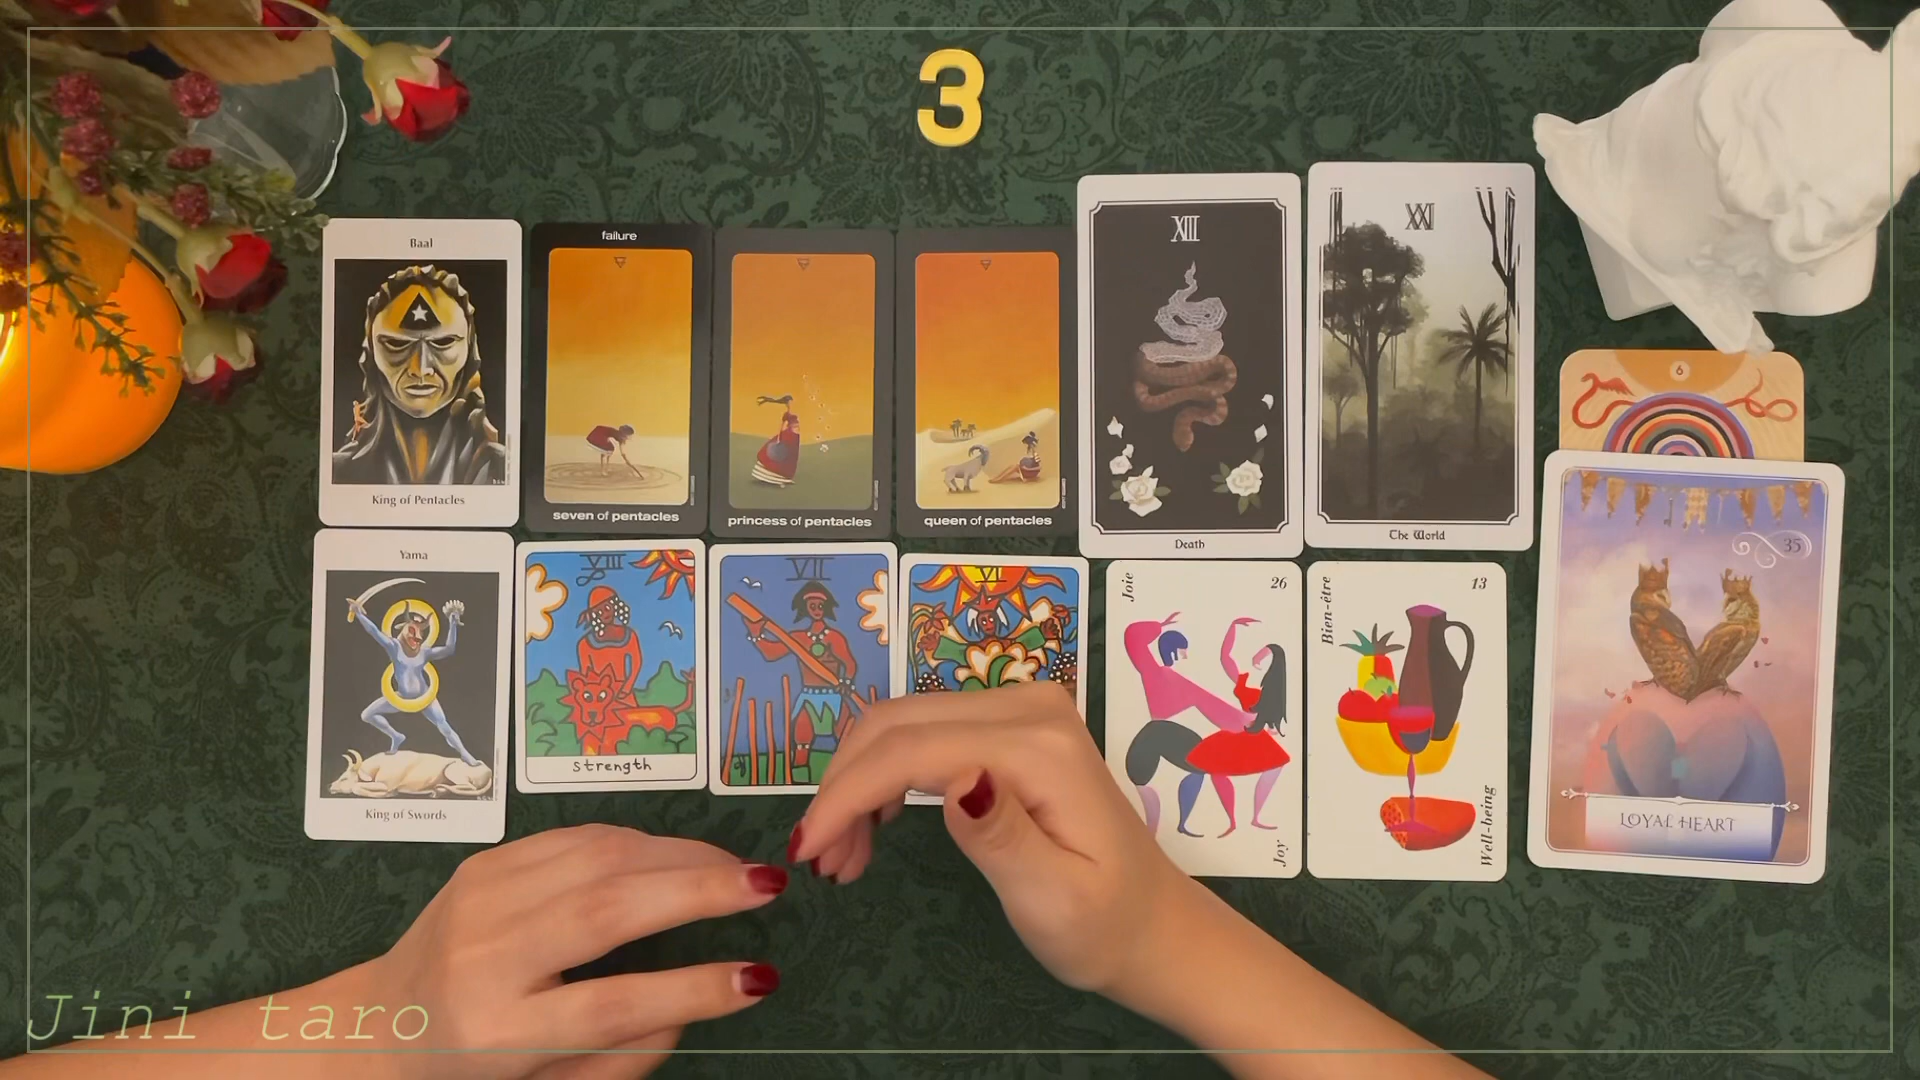 3
Baal
King of Pentacles
failure
seven of pentacles
princess of pentacles
queen of pentacles
XIII
Death
XXI
The World
6
Yama
King of Swords
VIII
Strength
VII
VI
Joie
26
Joy
Bien-être
13
Well-being
35
LOYAL HEART
Jini taro